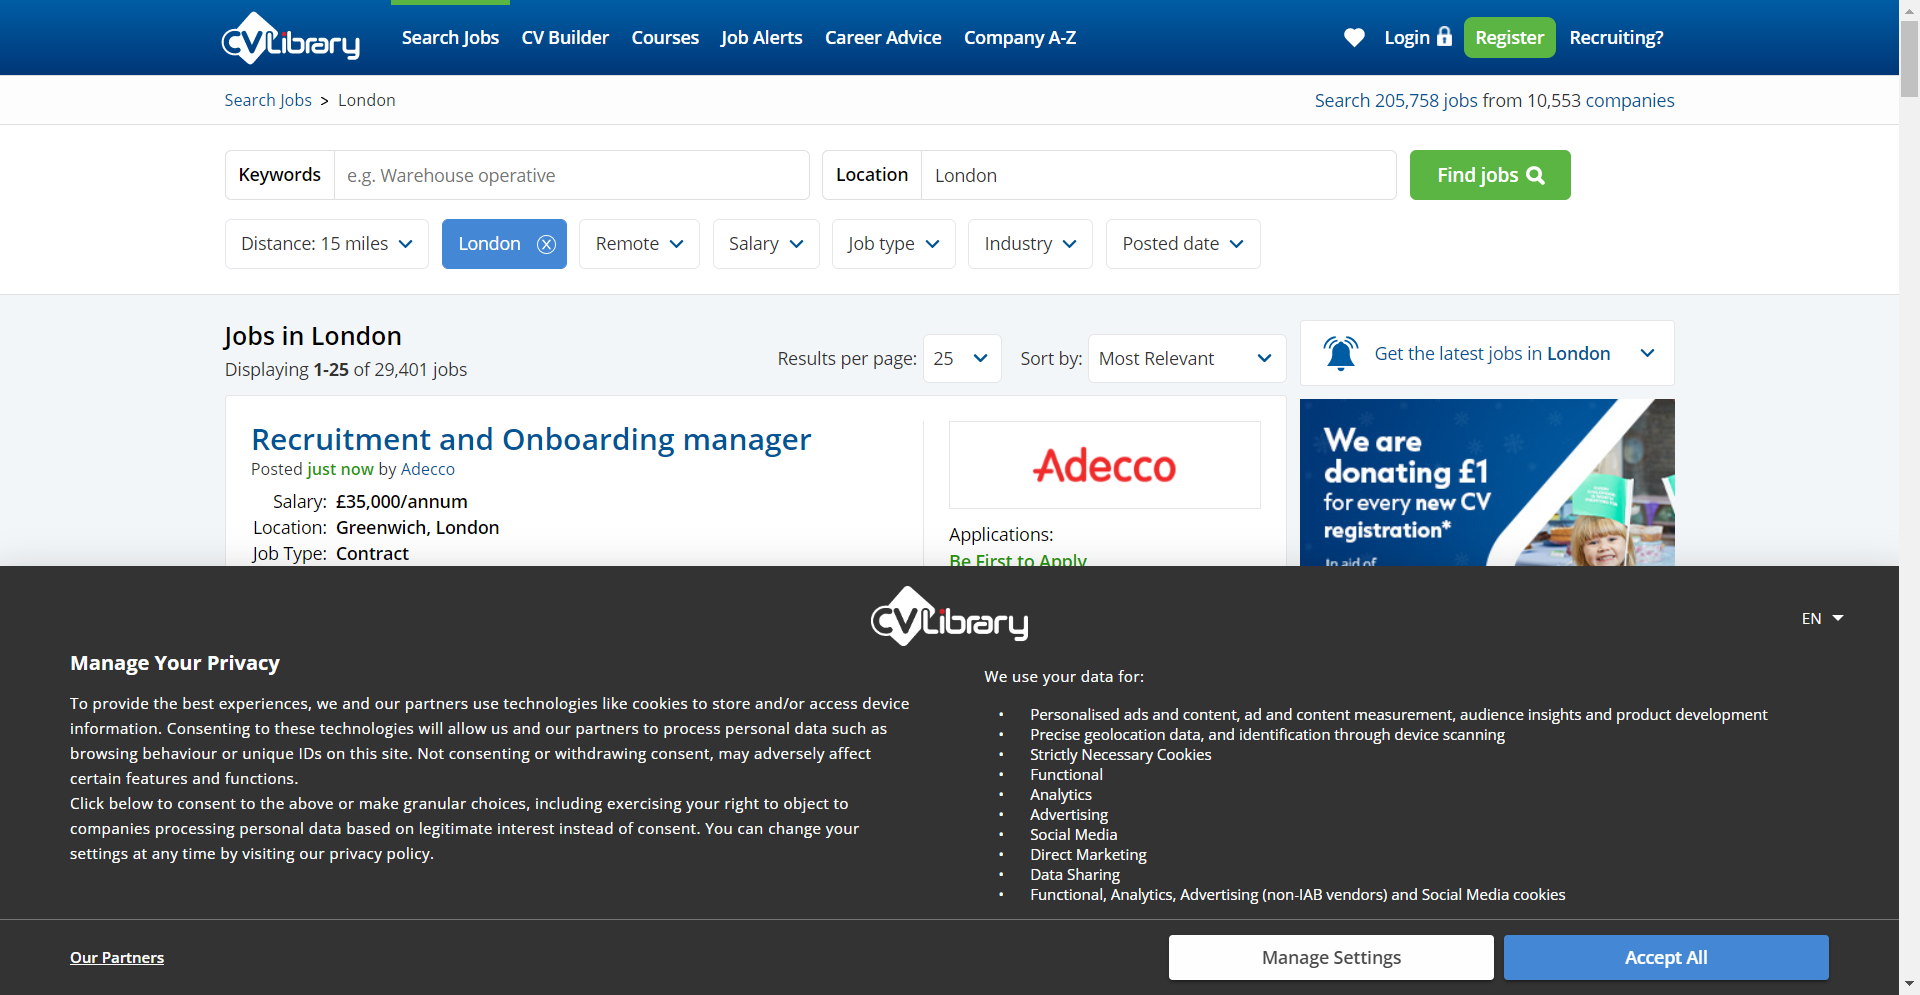 CVLibrary
Search Jobs CV Builder Courses Job Alerts Career Advice Company A-Z
Login Register Recruiting?
Search Jobs > London
Search 205,758 jobs from 10,553 companies
Keywords e.g. Warehouse operative
Location London
Find jobs
Distance: 15 miles London Remote Salary Job type Industry Posted date
Jobs in London
Displaying 1-25 of 29,401 jobs
Results per page: 25 Sort by: Most Relevant
Get the latest jobs in London
Recruitment and Onboarding manager
Posted just now by Adecco
Salary: £35,000/annum
Location: Greenwich, London
Job Type: Contract
Adecco
Applications:
Be First to Apply
We are
donating £1
for every new CV
registration*
In aid of
CVLibrary
EN
Manage Your Privacy
To provide the best experiences, we and our partners use technologies like cookies to store and/or access device
information. Consenting to these technologies will allow us and our partners to process personal data such as
browsing behaviour or unique IDs on this site. Not consenting or withdrawing consent, may adversely affect
certain features and functions.
Click below to consent to the above or make granular choices, including exercising your right to object to
companies processing personal data based on legitimate interest instead of consent. You can change your
settings at any time by visiting our privacy policy.
We use your data for:
• Personalised ads and content, ad and content measurement, audience insights and product development
• Precise geolocation data, and identification through device scanning
• Strictly Necessary Cookies
• Functional
• Analytics
• Advertising
• Social Media
• Direct Marketing
• Data Sharing
• Functional, Analytics, Advertising (non-IAB vendors) and Social Media cookies
Our Partners
Manage Settings
Accept All